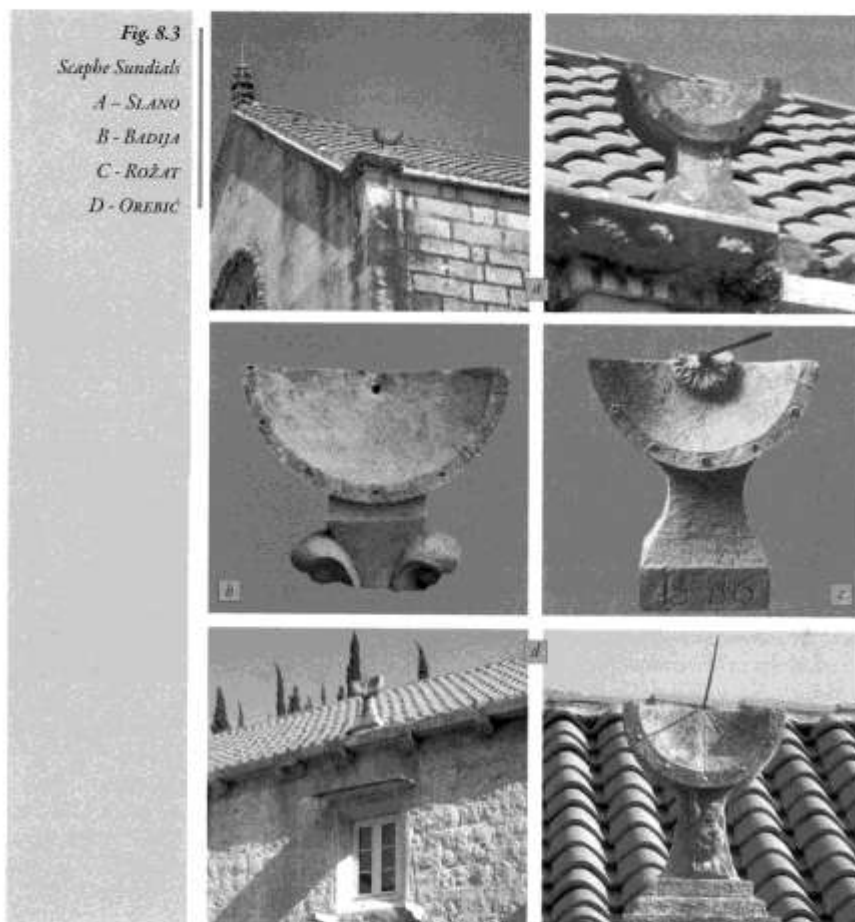 Fig. 8.3
Scaphe Sundials
A – SLANO
B - BADIJA
C - ROŽAT
D - OREBIĆ
a
d